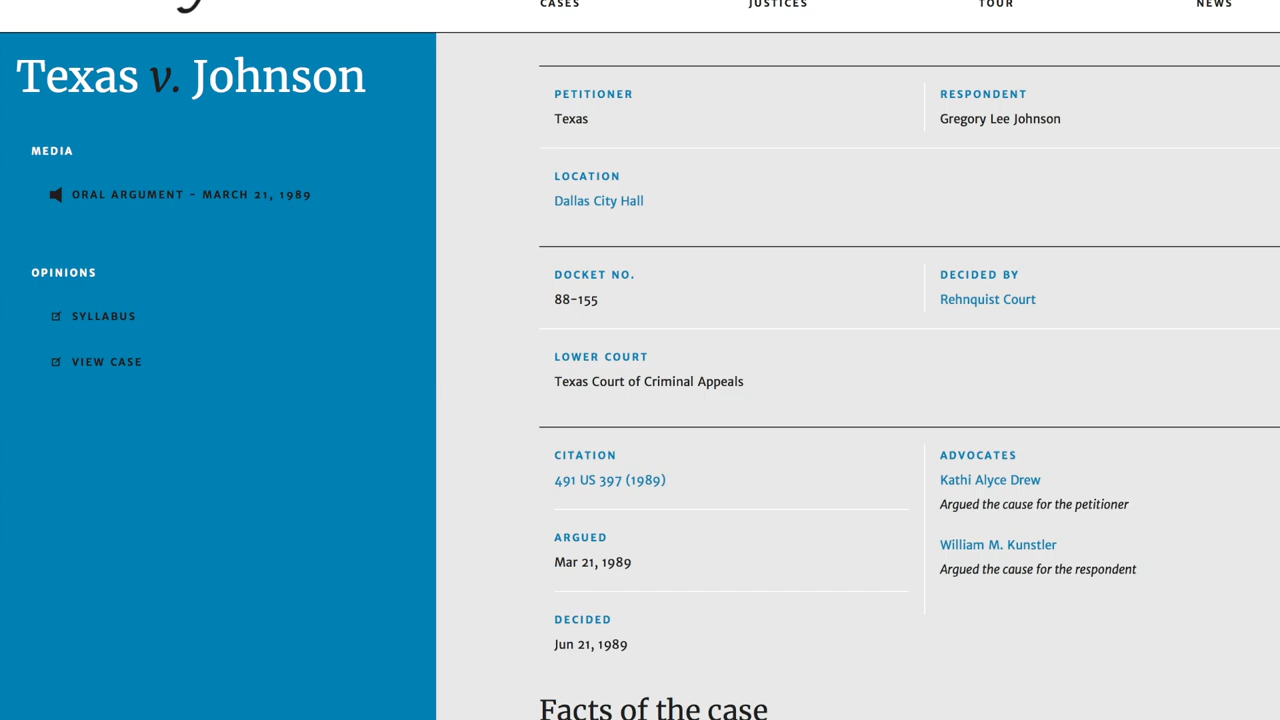 CASES JUSTICES TOUR NEWS
Texas v. Johnson
MEDIA
ORAL ARGUMENT - MARCH 21, 1989
OPINIONS
SYLLABUS
VIEW CASE
PETITIONER
Texas
RESPONDENT
Gregory Lee Johnson
LOCATION
Dallas City Hall
DOCKET NO.
88-155
DECIDED BY
Rehnquist Court
LOWER COURT
Texas Court of Criminal Appeals
CITATION
491 US 397 (1989)
ARGUED
Mar 21, 1989
DECIDED
Jun 21, 1989
ADVOCATES
Kathi Alyce Drew
Argued the cause for the petitioner
William M. Kunstler
Argued the cause for the respondent
Facts of the case